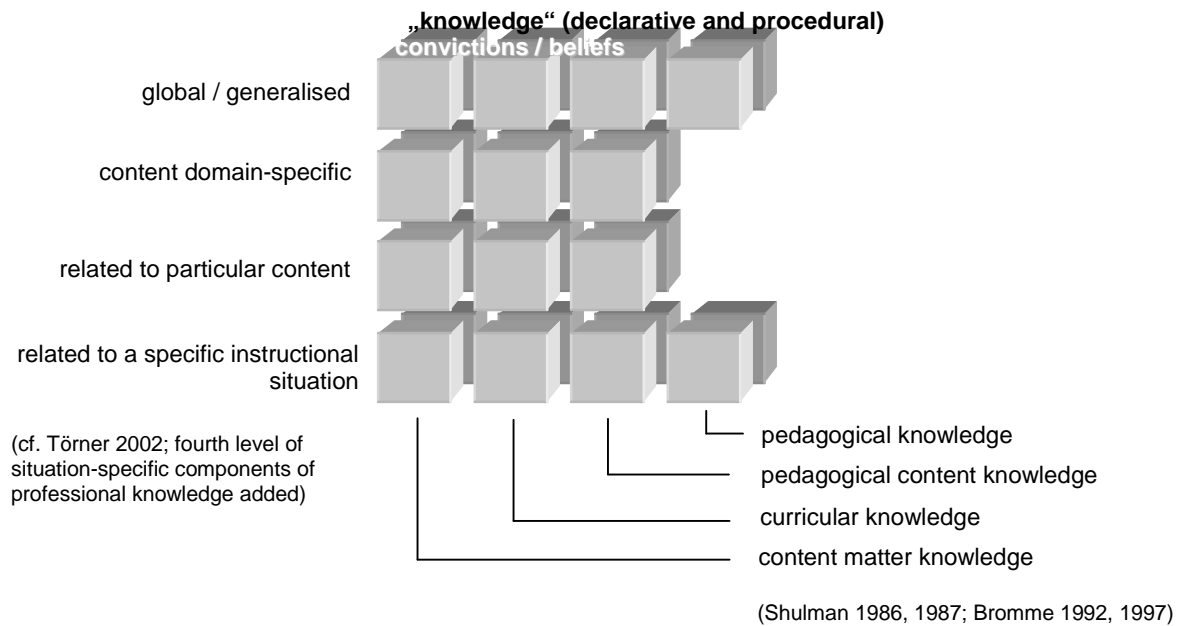 „knowledge“ (declarative and procedural)
convictions / beliefs
global / generalised
content domain-specific
related to particular content
related to a specific instructional
situation
(cf. Törner 2002; fourth level of
situation-specific components of
professional knowledge added)
pedagogical knowledge
pedagogical content knowledge
curricular knowledge
content matter knowledge
(Shulman 1986, 1987; Bromme 1992, 1997)